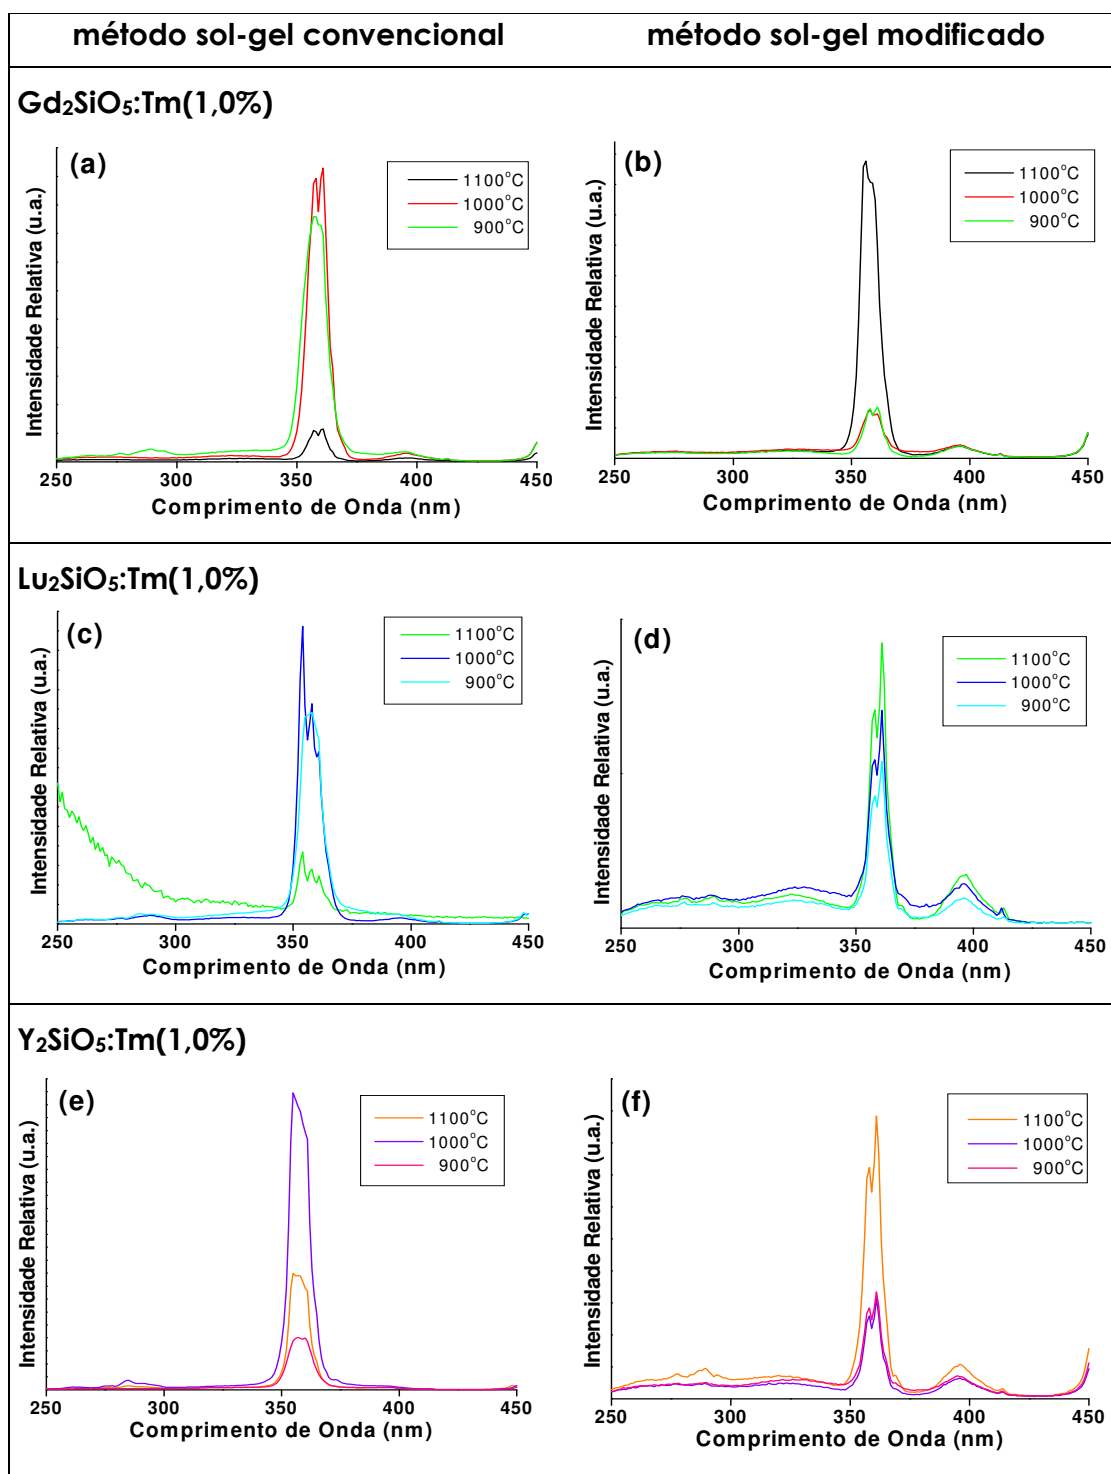 método sol-gel convencional
método sol-gel modificado
Gd₂SiO₅:Tm(1,0%)
(a)
1100°C
1000°C
900°C
Intensidade Relativa (u.a.)
250 300 350 400 450
Comprimento de Onda (nm)
(b)
1100°C
1000°C
900°C
Intensidade Relativa (u.a.)
250 300 350 400 450
Comprimento de Onda (nm)
Lu₂SiO₅:Tm(1,0%)
(c)
1100°C
1000°C
900°C
Intensidade Relativa (u.a.)
250 300 350 400 450
Comprimento de Onda (nm)
(d)
1100°C
1000°C
900°C
Intensidade Relativa (u.a.)
250 300 350 400 450
Comprimento de Onda (nm)
Y₂SiO₅:Tm(1,0%)
(e)
1100°C
1000°C
900°C
Intensidade Relativa (u.a.)
250 300 350 400 450
Comprimento de Onda (nm)
(f)
1100°C
1000°C
900°C
Intensidade Relativa (u.a.)
250 300 350 400 450
Comprimento de Onda (nm)